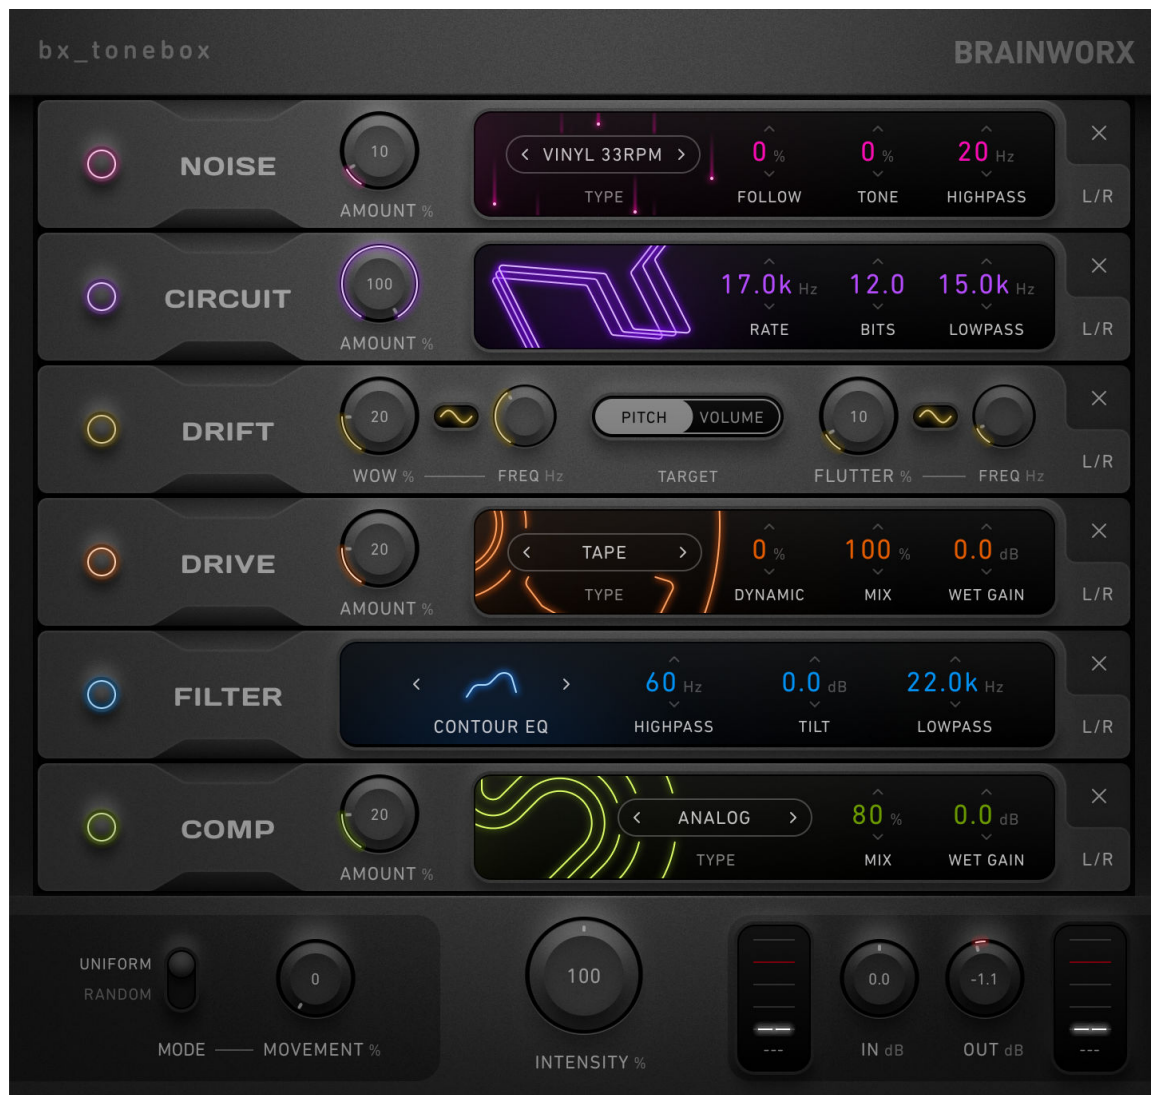 bx_tonebox
BRAINWORX
NOISE
10
AMOUNT %
< VINYL 33RPM >
TYPE
0 %
FOLLOW
0 %
TONE
20 Hz
HIGHPASS
L/R
CIRCUIT
100
AMOUNT %
17.0k Hz
RATE
12.0
BITS
15.0k Hz
LOWPASS
L/R
DRIFT
20
WOW %
FREQ Hz
PITCH
VOLUME
TARGET
10
FLUTTER %
FREQ Hz
L/R
DRIVE
20
AMOUNT %
< TAPE >
TYPE
0 %
DYNAMIC
100 %
MIX
0.0 dB
WET GAIN
L/R
FILTER
CONTOUR EQ
60 Hz
HIGHPASS
0.0 dB
TILT
22.0k Hz
LOWPASS
L/R
COMP
20
AMOUNT %
< ANALOG >
TYPE
80 %
MIX
0.0 dB
WET GAIN
L/R
UNIFORM
RANDOM
MODE
0
MOVEMENT %
100
INTENSITY %
---
0.0
IN dB
-1.1
OUT dB
---